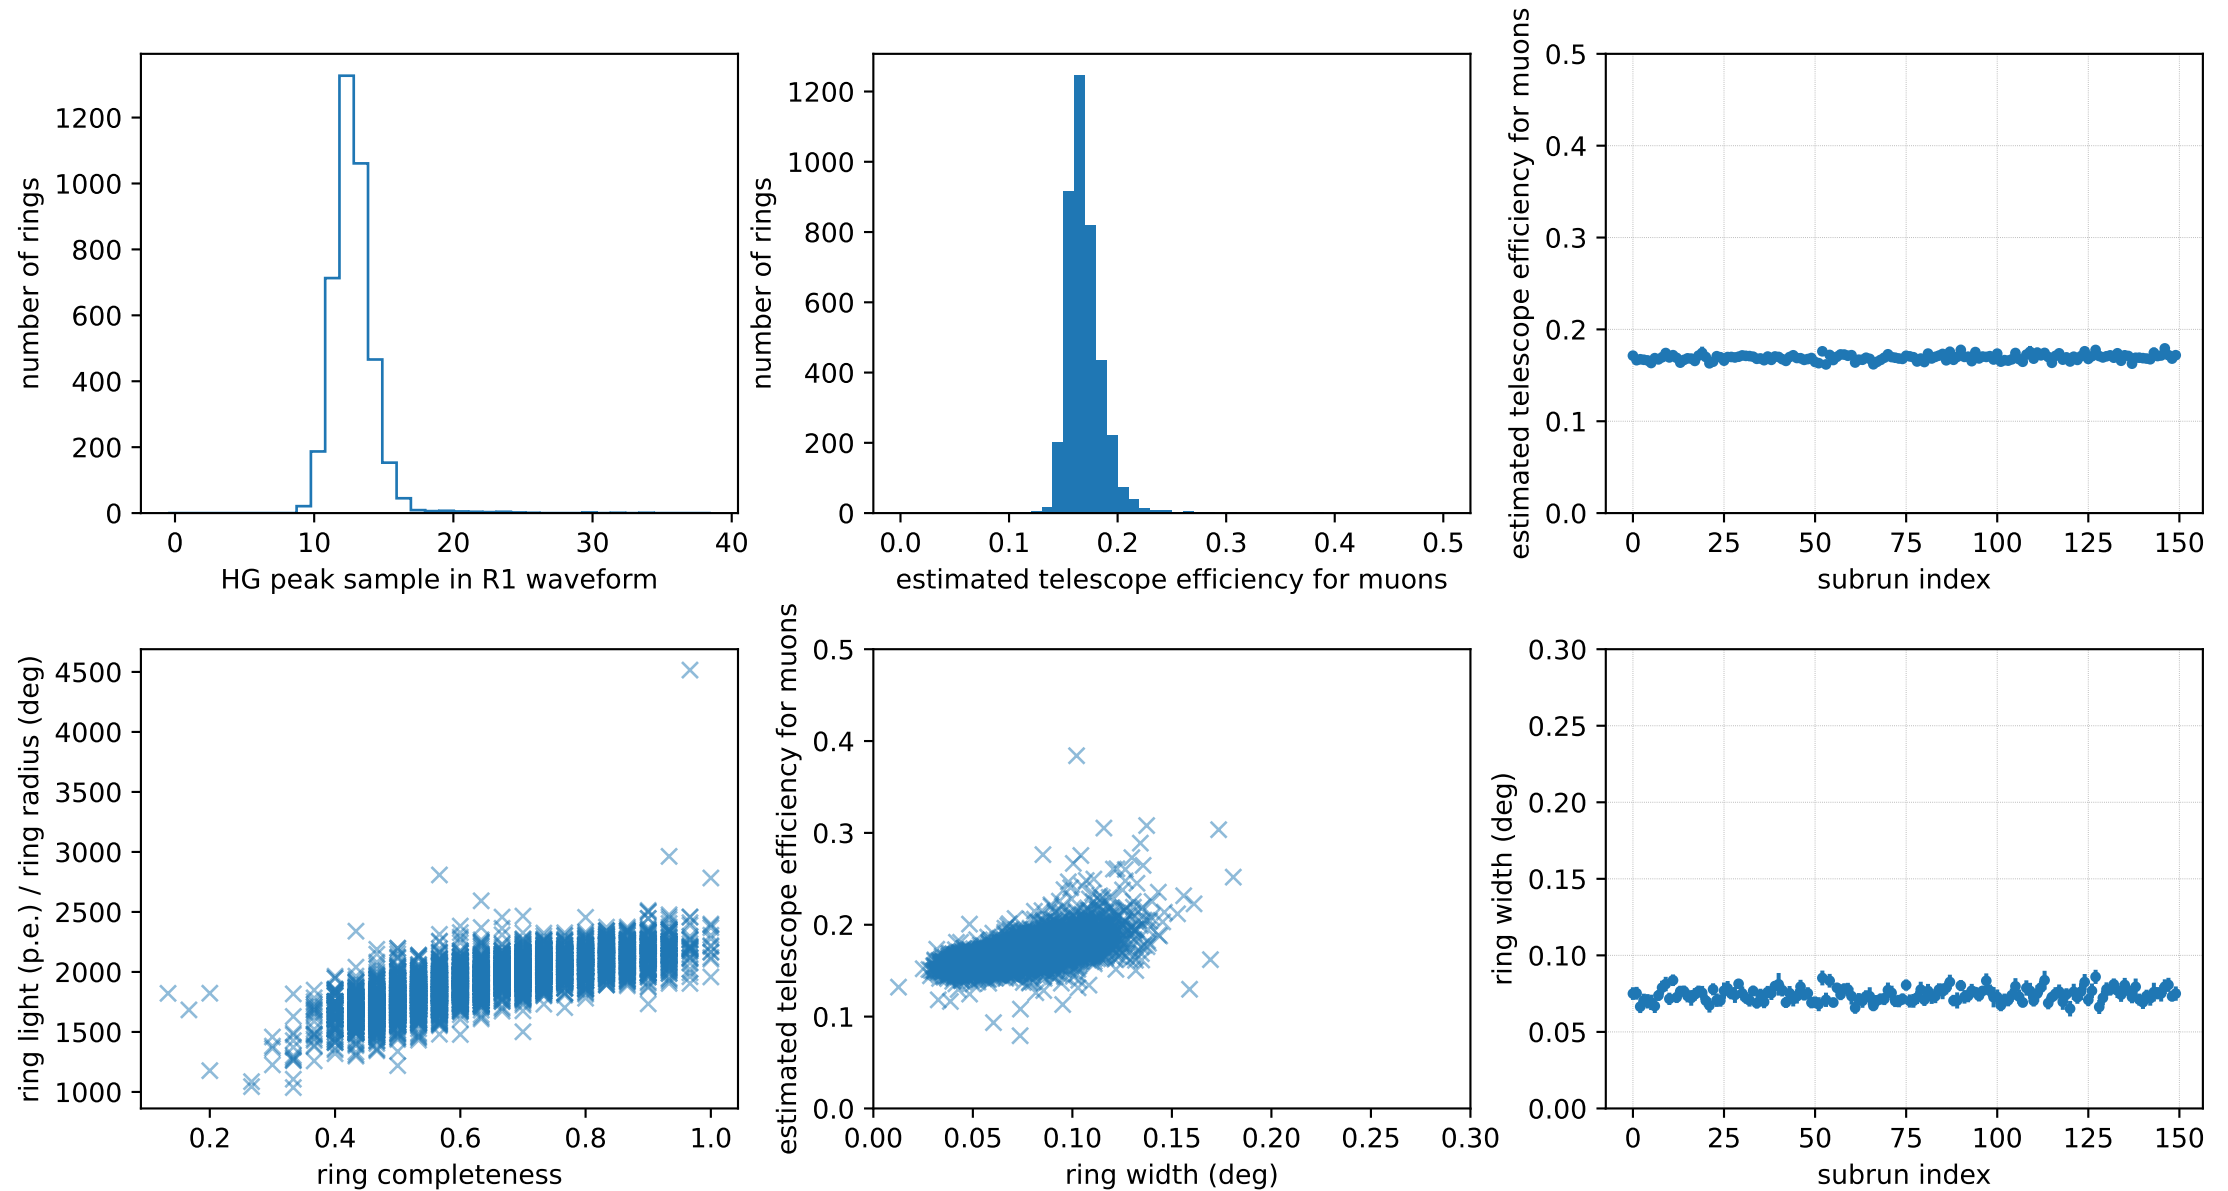 number of rings
1200
1000
800
600
400
200
0
0 10 20 30 40
HG peak sample in R1 waveform
number of rings
1200
1000
800
600
400
200
0
0.0 0.1 0.2 0.3 0.4 0.5
estimated telescope efficiency for muons
estimated telescope efficiency for muons
0.5
0.4
0.3
0.2
0.1
0.0
0 25 50 75 100 125 150
subrun index
ring light (p.e.) / ring radius (deg)
4500
4000
3500
3000
2500
2000
1500
1000
0.2 0.4 0.6 0.8 1.0
ring completeness
estimated telescope efficiency for muons
0.5
0.4
0.3
0.2
0.1
0.0
0.00 0.05 0.10 0.15 0.20 0.25 0.30
ring width (deg)
ring width (deg)
0.30
0.25
0.20
0.15
0.10
0.05
0.00
0 25 50 75 100 125 150
subrun index